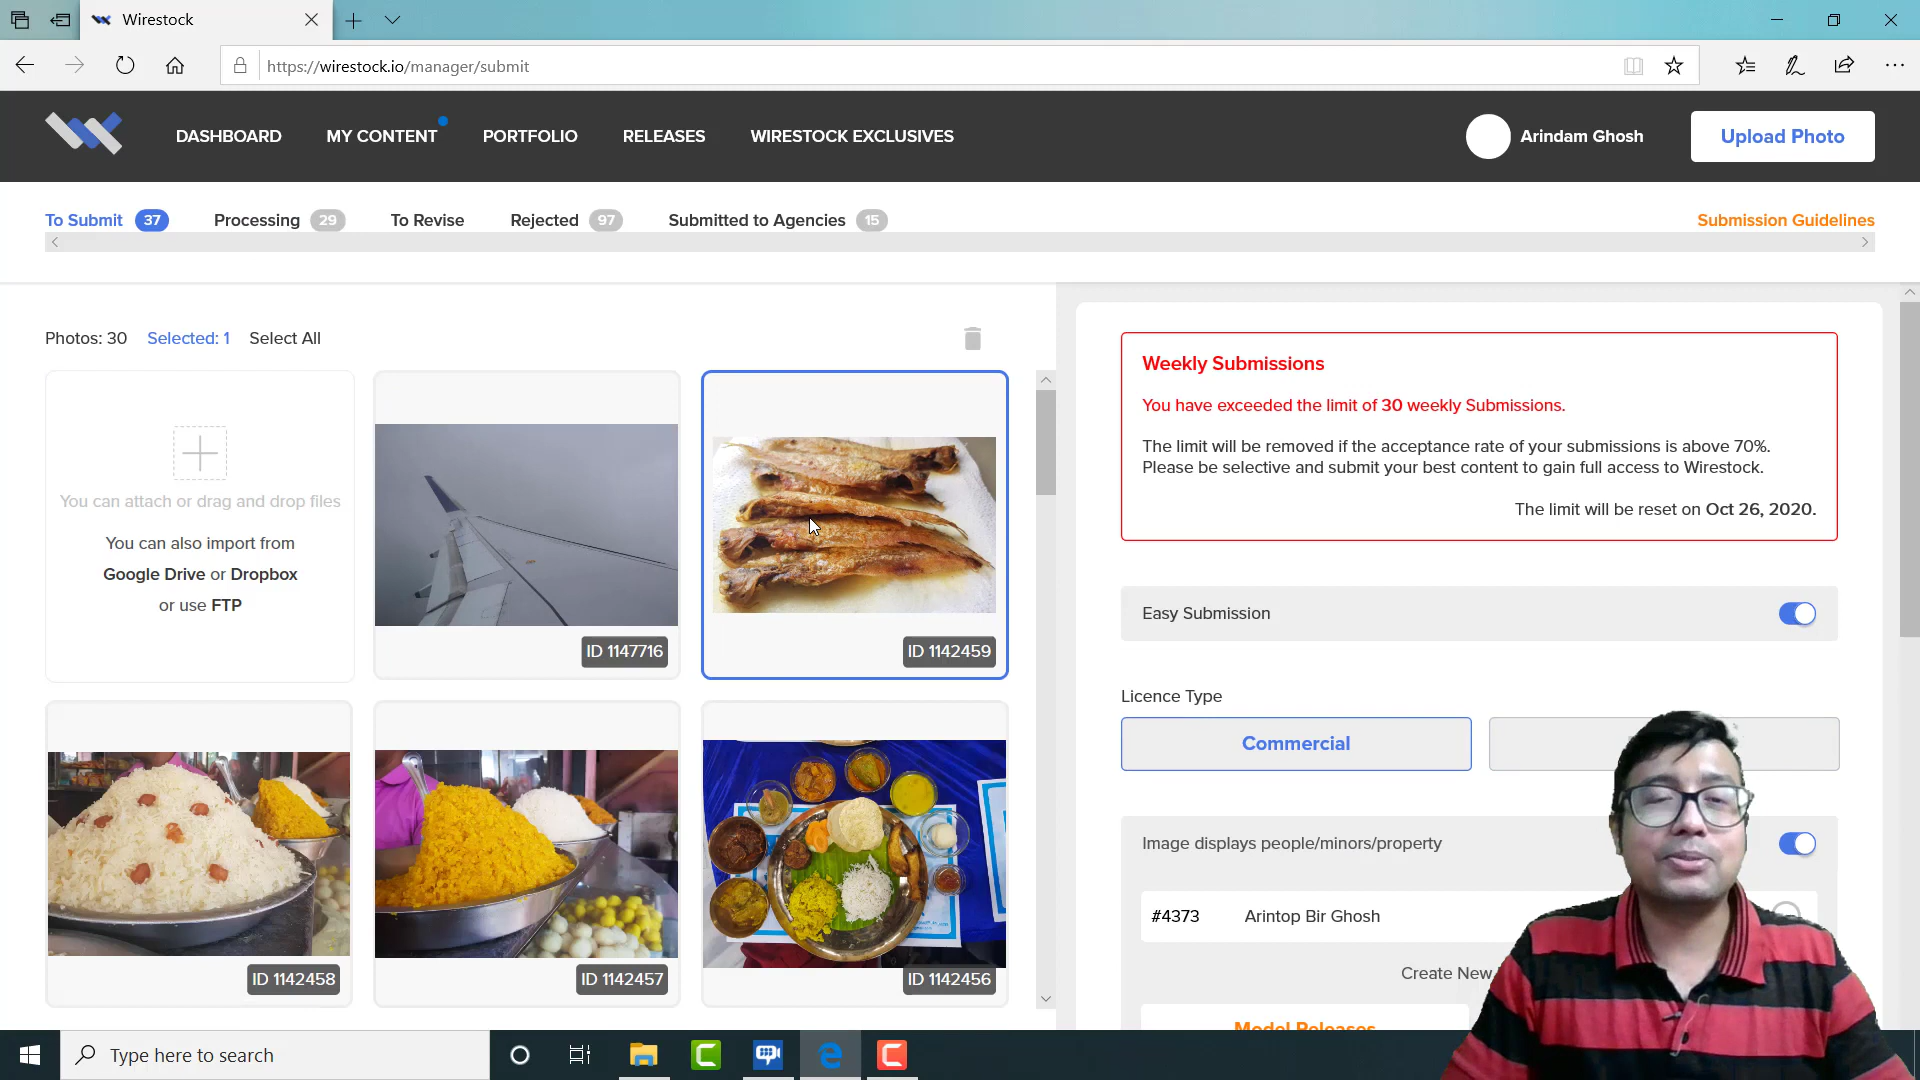 Wirestock
https://wirestock.io/manager/submit
DASHBOARD
MY CONTENT
PORTFOLIO
RELEASES
WIRESTOCK EXCLUSIVES
Arindam Ghosh
Upload Photo
To Submit 37
Processing 29
To Revise
Rejected 97
Submitted to Agencies 15
Submission Guidelines
Photos: 30
Selected: 1
Select All
You can attach or drag and drop files
You can also import from
Google Drive or Dropbox
or use FTP
ID 1147716
ID 1142459
ID 1142458
ID 1142457
ID 1142456
Weekly Submissions
You have exceeded the limit of 30 weekly Submissions.
The limit will be removed if the acceptance rate of your submissions is above 70%.
Please be selective and submit your best content to gain full access to Wirestock.
The limit will be reset on Oct 26, 2020.
Easy Submission
Licence Type
Commercial
Image displays people/minors/property
#4373 Arintop Bir Ghosh
Create New
Model Releases
Type here to search